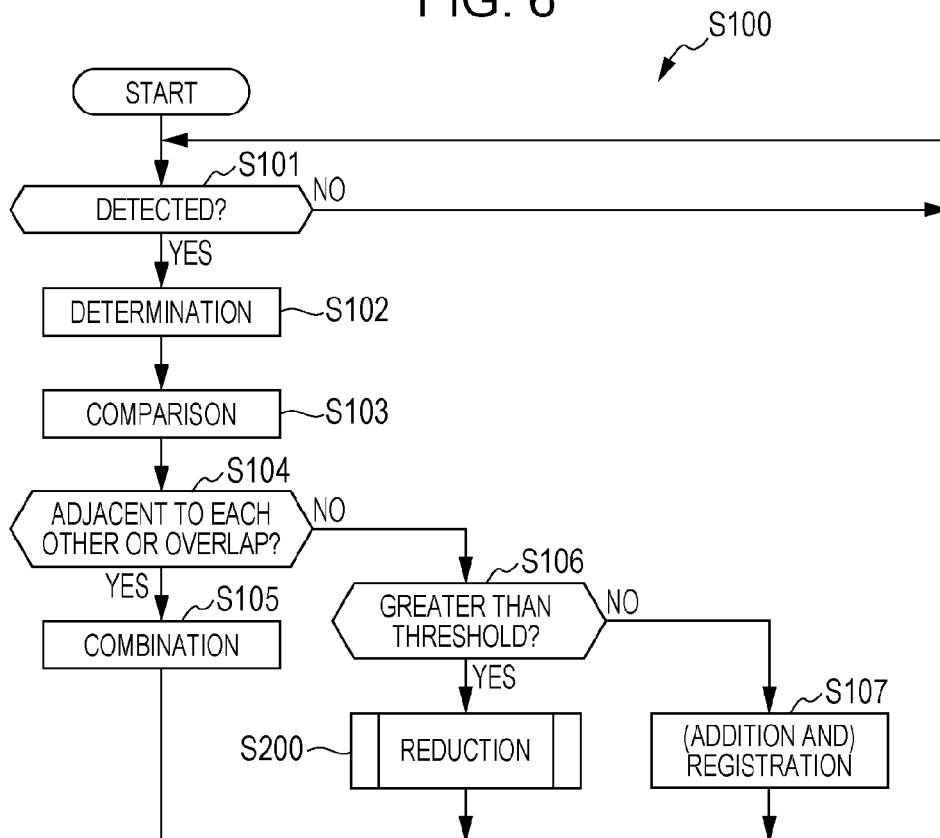 FIG. 6
S100
START
S101
DETECTED?
NO
YES
DETERMINATION
S102
COMPARISON
S103
S104
ADJACENT TO EACH
OTHER OR OVERLAP?
NO
YES
S105
COMBINATION
S106
GREATER THAN
THRESHOLD?
NO
YES
S200
REDUCTION
S107
(ADDITION AND)
REGISTRATION